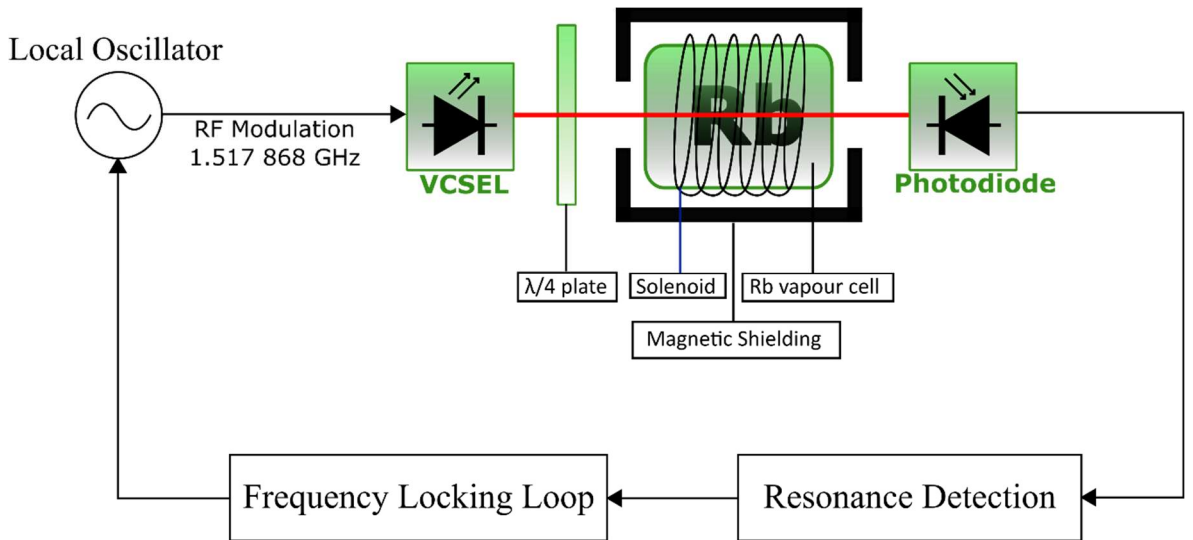 Local Oscillator
RF Modulation
1.517 868 GHz
VCSEL
Rb
Photodiode
λ/4 plate
Solenoid
Rb vapour cell
Magnetic Shielding
Frequency Locking Loop
Resonance Detection